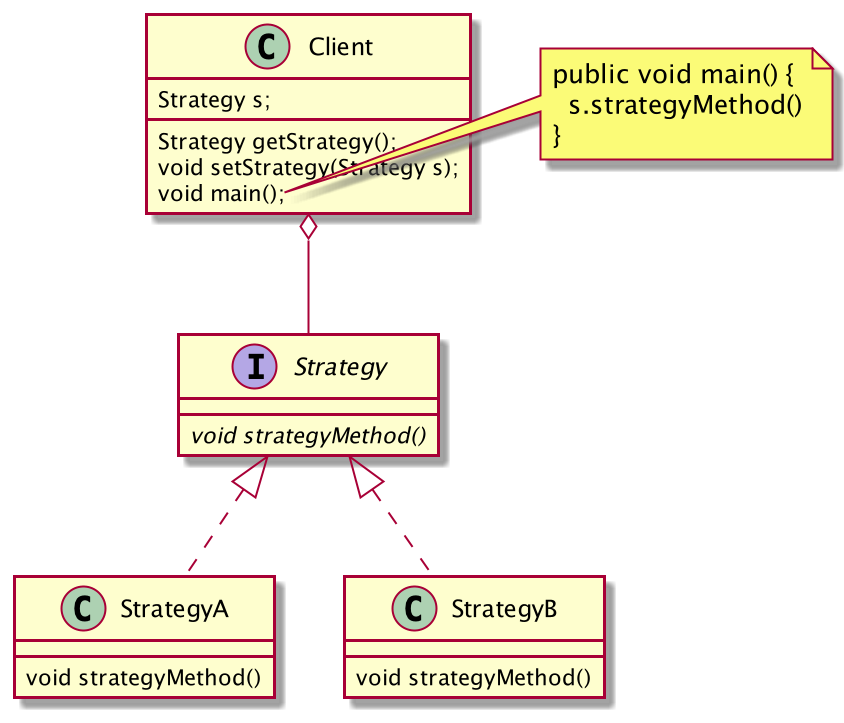 C Client
Strategy s;
Strategy getStrategy();
void setStrategy(Strategy s);
void main();
public void main() {
  s.strategyMethod()
}
I Strategy
void strategyMethod()
C StrategyA
void strategyMethod()
C StrategyB
void strategyMethod()